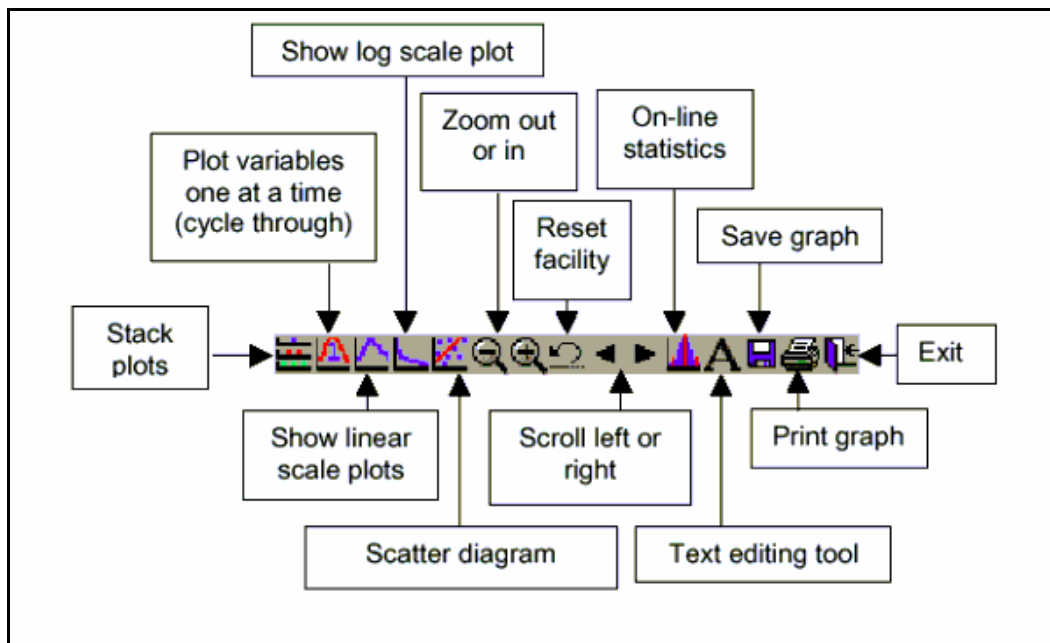 Show log scale plot
Zoom out
or in
On-line
statistics
Plot variables
one at a time
(cycle through)
Reset
facility
Save graph
Stack
plots
Exit
Show linear
scale plots
Scroll left or
right
Print graph
Scatter diagram
Text editing tool